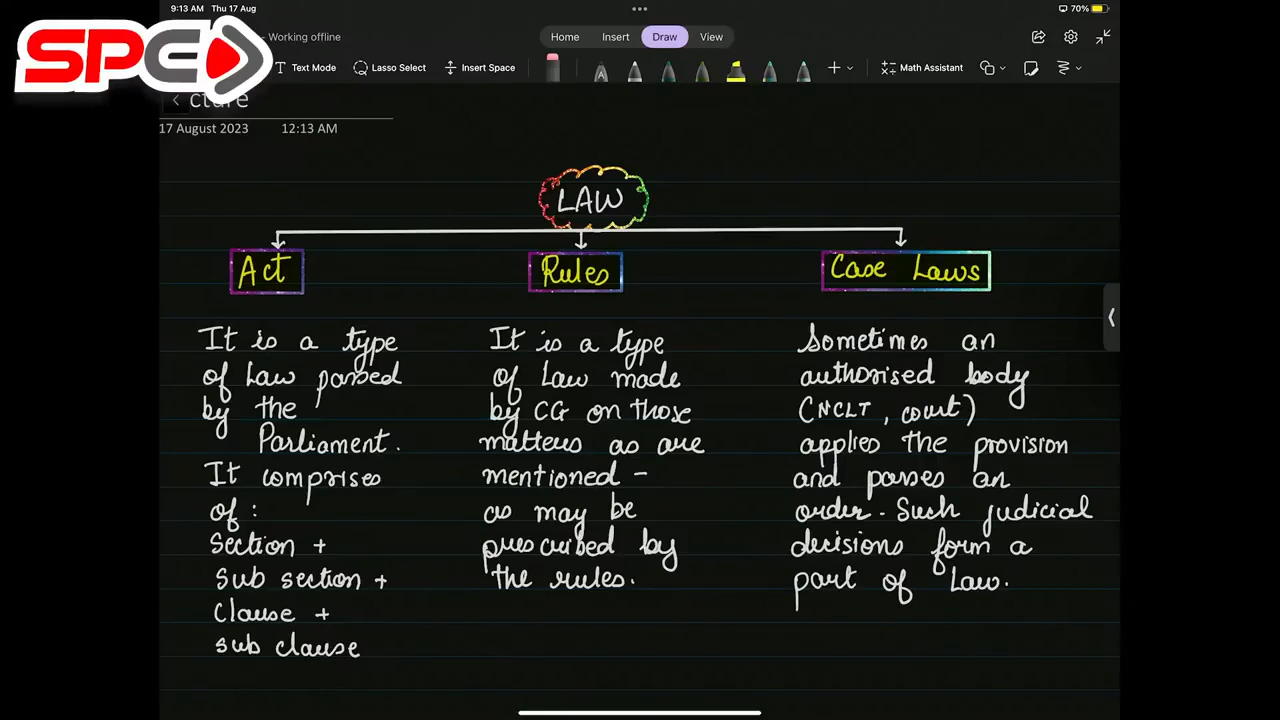 9:13 AM Thu 17 Aug
70%
SPE
- Working offline
Home Insert Draw View
Text Mode Lasso Select Insert Space Math Assistant
cture
17 August 2023 12:13 AM
LAW
Act
Rules
Case Laws
It is a type
of Law passed
by the
Parliament.
It comprises
of:
Section +
Sub section +
Clause +
sub clause
It is a type
of Law made
by CG on those
matters as are
mentioned -
as may be
prescribed by
the rules.
Sometimes an
authorised body
(NCLT, court)
applies the provision
and passes an
order. Such judicial
decisions form a
part of Law.